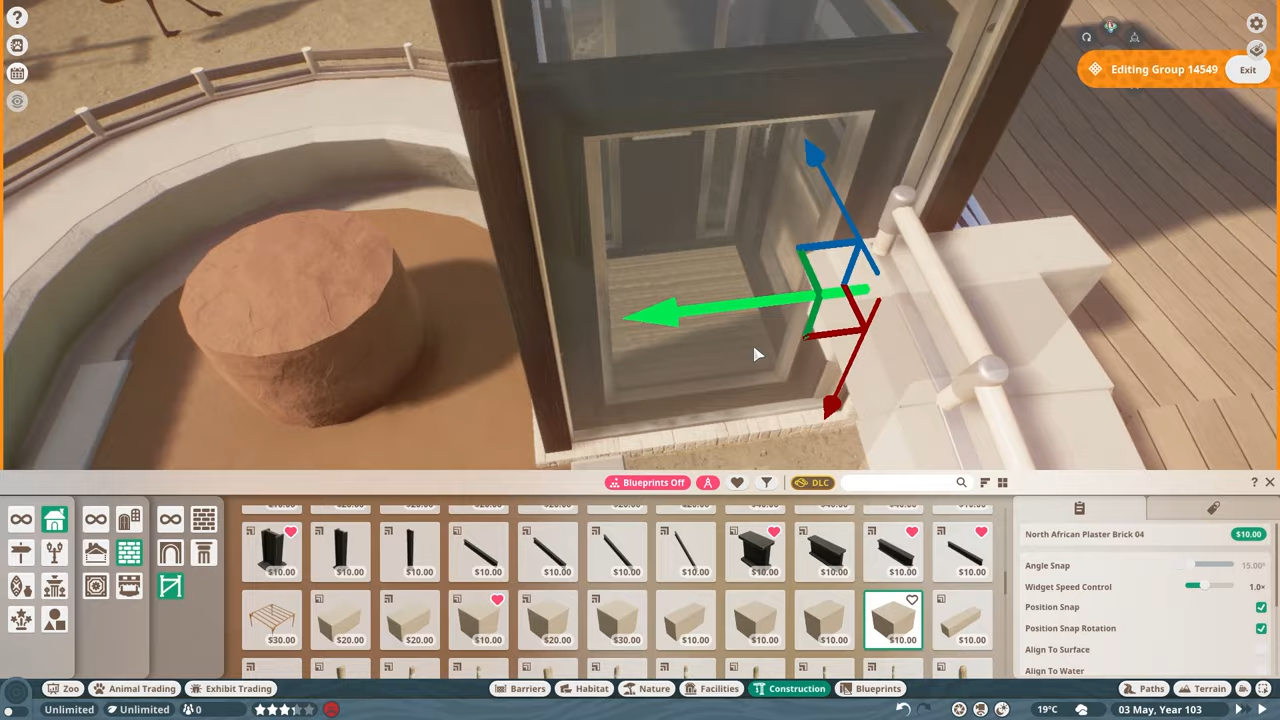 Editing Group 14549
Exit
Blueprints Off
DLC
$10.00 $10.00 $10.00 $10.00 $10.00 $10.00 $10.00 $10.00 $10.00 $10.00 $10.00
$30.00 $20.00 $20.00 $10.00 $20.00 $30.00 $10.00 $10.00 $10.00 $10.00 $10.00
North African Plaster Brick 04 $10.00
Angle Snap 15.00°
Widget Speed Control 1.0×
Position Snap
Position Snap Rotation
Align To Surface
Align To Water
Zoo Animal Trading Exhibit Trading Barriers Habitat Nature Facilities Construction Blueprints Paths Terrain
Unlimited Unlimited 0 19°C 03 May, Year 103